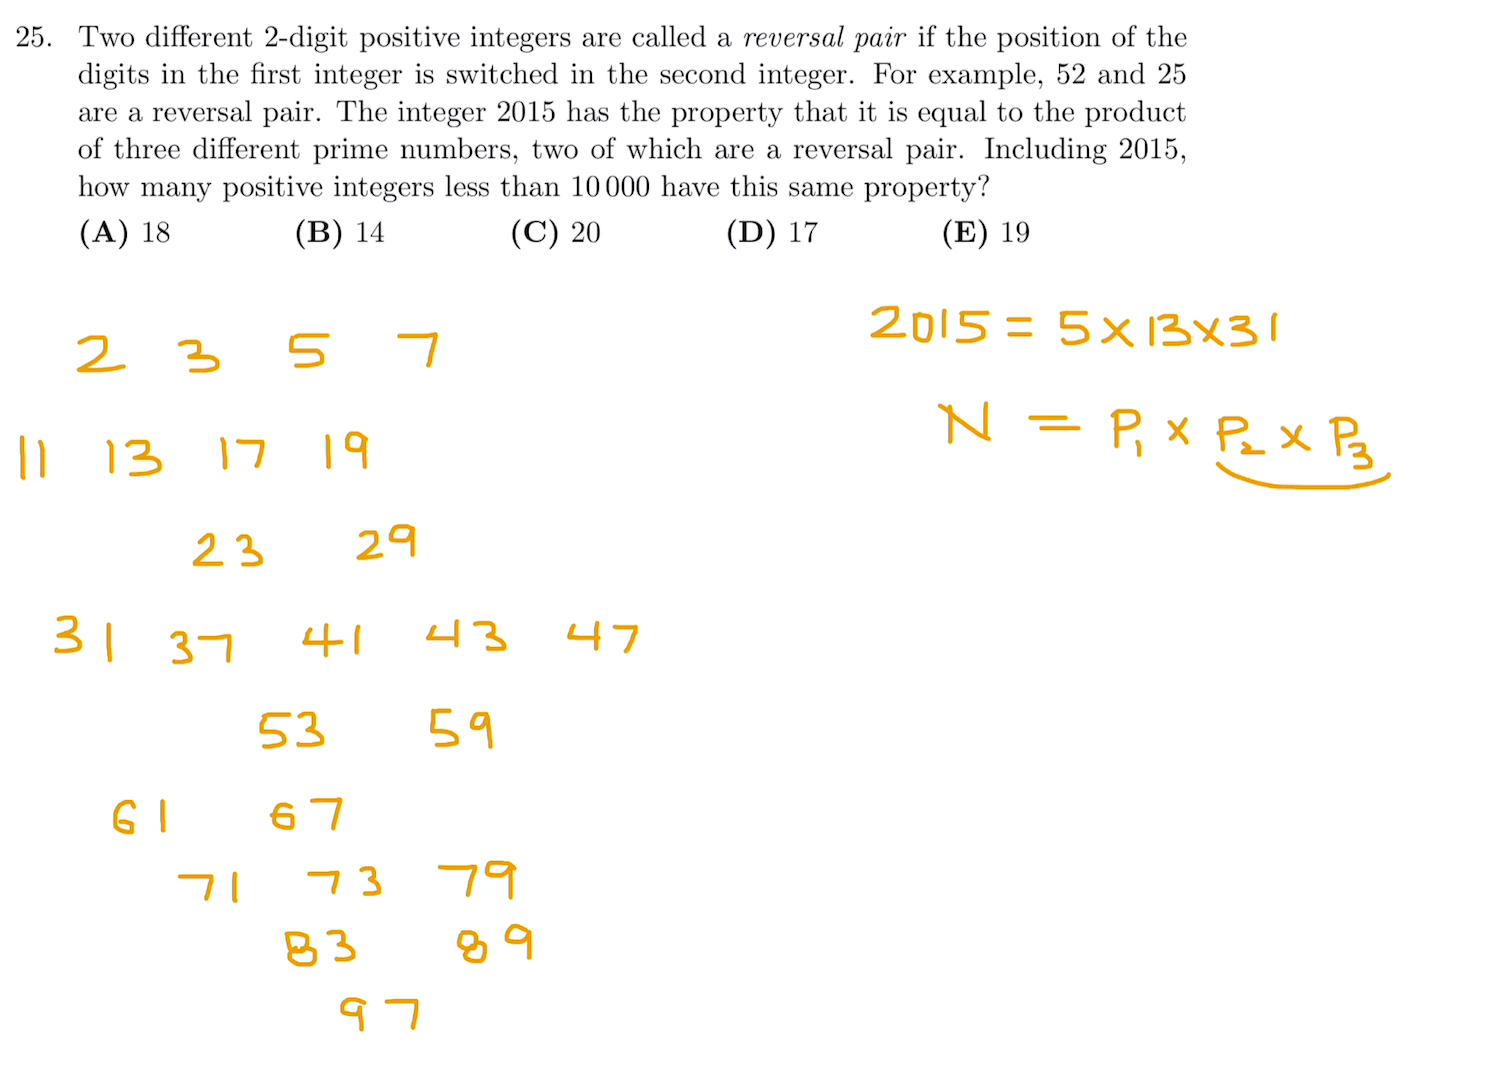 25. Two different 2-digit positive integers are called a reversal pair if the position of the
digits in the first integer is switched in the second integer. For example, 52 and 25
are a reversal pair. The integer 2015 has the property that it is equal to the product
of three different prime numbers, two of which are a reversal pair. Including 2015,
how many positive integers less than 10 000 have this same property?
(A) 18 (B) 14 (C) 20 (D) 17 (E) 19
2015 = 5 × 13 × 31
2 3 5 7
N = P₁ × P₂ × P₃
11 13 17 19
23 29
31 37 41 43 47
53 59
61 67
71 73 79
83 89
97